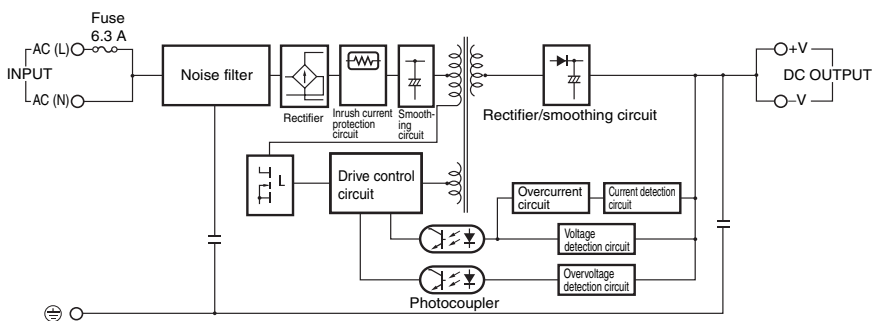 Fuse
6.3 A
AC (L)
INPUT
AC (N)
Noise filter
Rectifier
Inrush current
protection
circuit
Smooth-
ing
circuit
Rectifier/smoothing circuit
+V
DC OUTPUT
–V
L
Drive control
circuit
Overcurrent
circuit
Current detection
circuit
Voltage
detection circuit
Overvoltage
detection circuit
Photocoupler